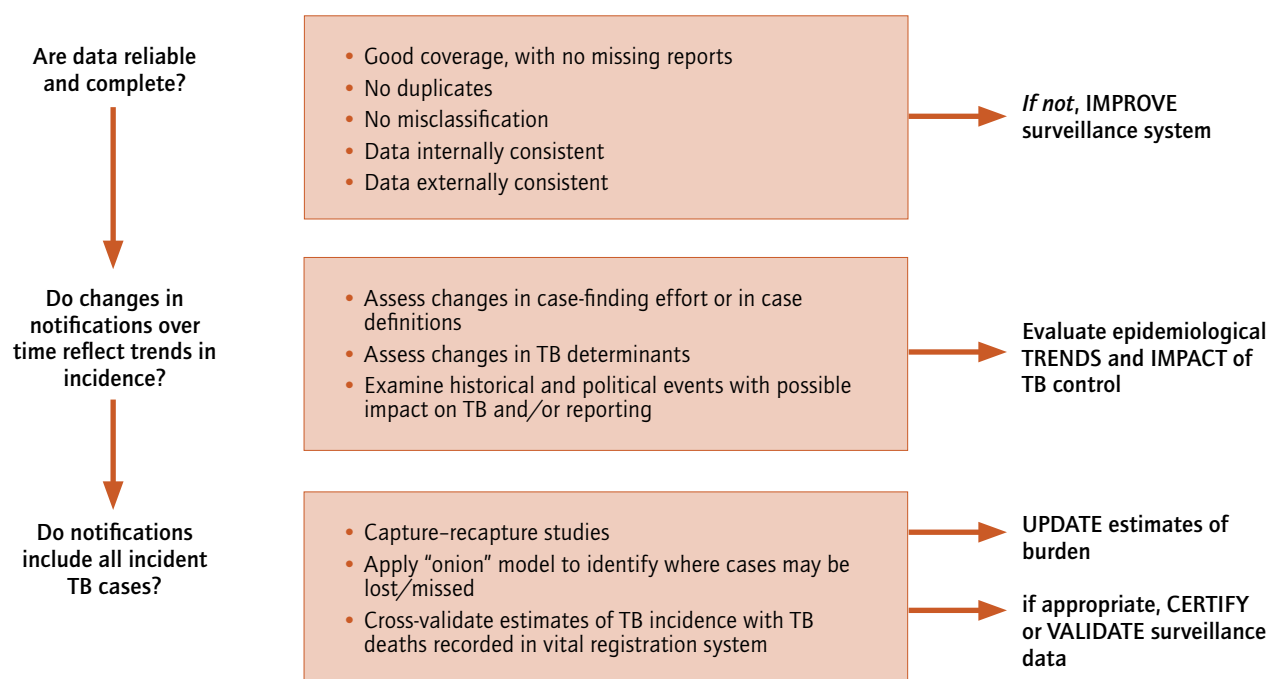 Are data reliable
and complete?
• Good coverage, with no missing reports
• No duplicates
• No misclassification
• Data internally consistent
• Data externally consistent
If not, IMPROVE
surveillance system
Do changes in
notifications over
time reflect trends in
incidence?
• Assess changes in case-finding effort or in case
definitions
• Assess changes in TB determinants
• Examine historical and political events with possible
impact on TB and/or reporting
Evaluate epidemiological
TRENDS and IMPACT of
TB control
Do notifications
include all incident
TB cases?
• Capture–recapture studies
• Apply “onion” model to identify where cases may be
lost/missed
• Cross-validate estimates of TB incidence with TB
deaths recorded in vital registration system
UPDATE estimates of
burden
if appropriate, CERTIFY
or VALIDATE surveillance
data